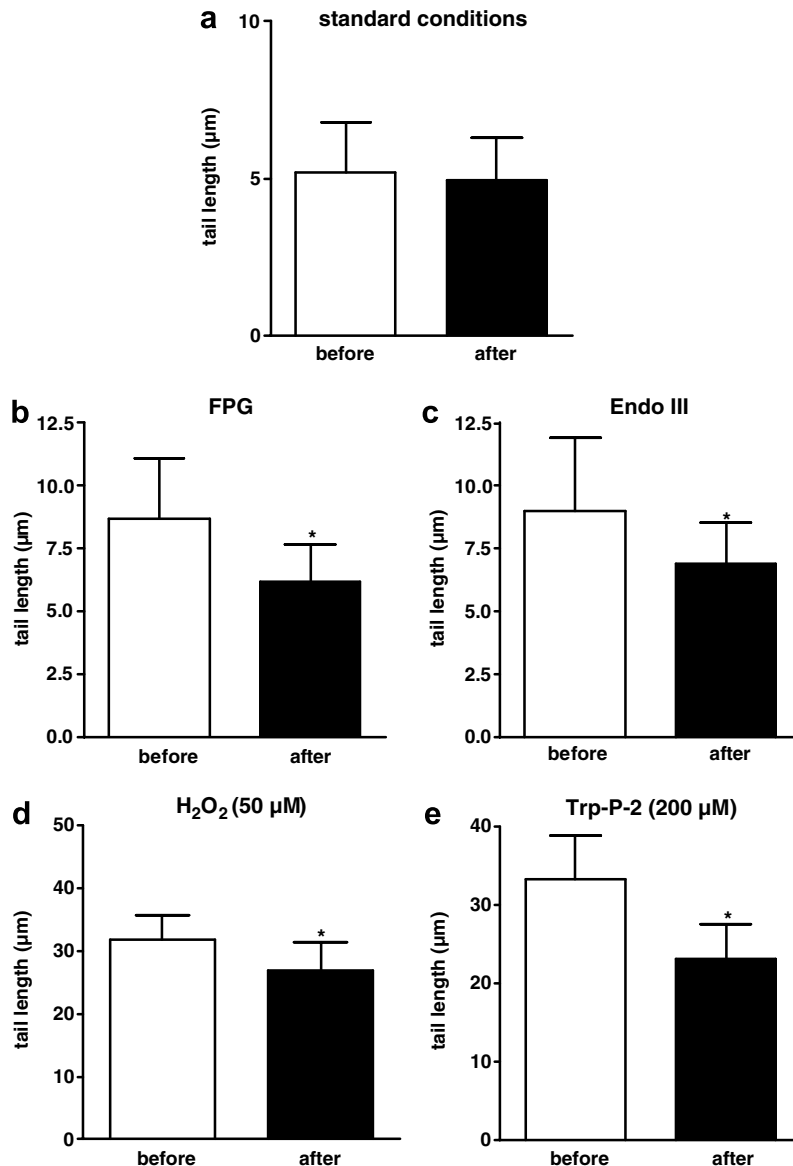 a standard conditions
10
5
0
tail length (µm)
before after
b FPG
12.5
10.0
7.5
5.0
2.5
0.0
tail length (µm)
*
before after
c Endo III
12.5
10.0
7.5
5.0
2.5
0.0
tail length (µm)
*
before after
d H₂O₂ (50 µM)
50
40
30
20
10
0
tail length (µm)
*
before after
e Trp-P-2 (200 µM)
40
30
20
10
0
tail length (µm)
*
before after